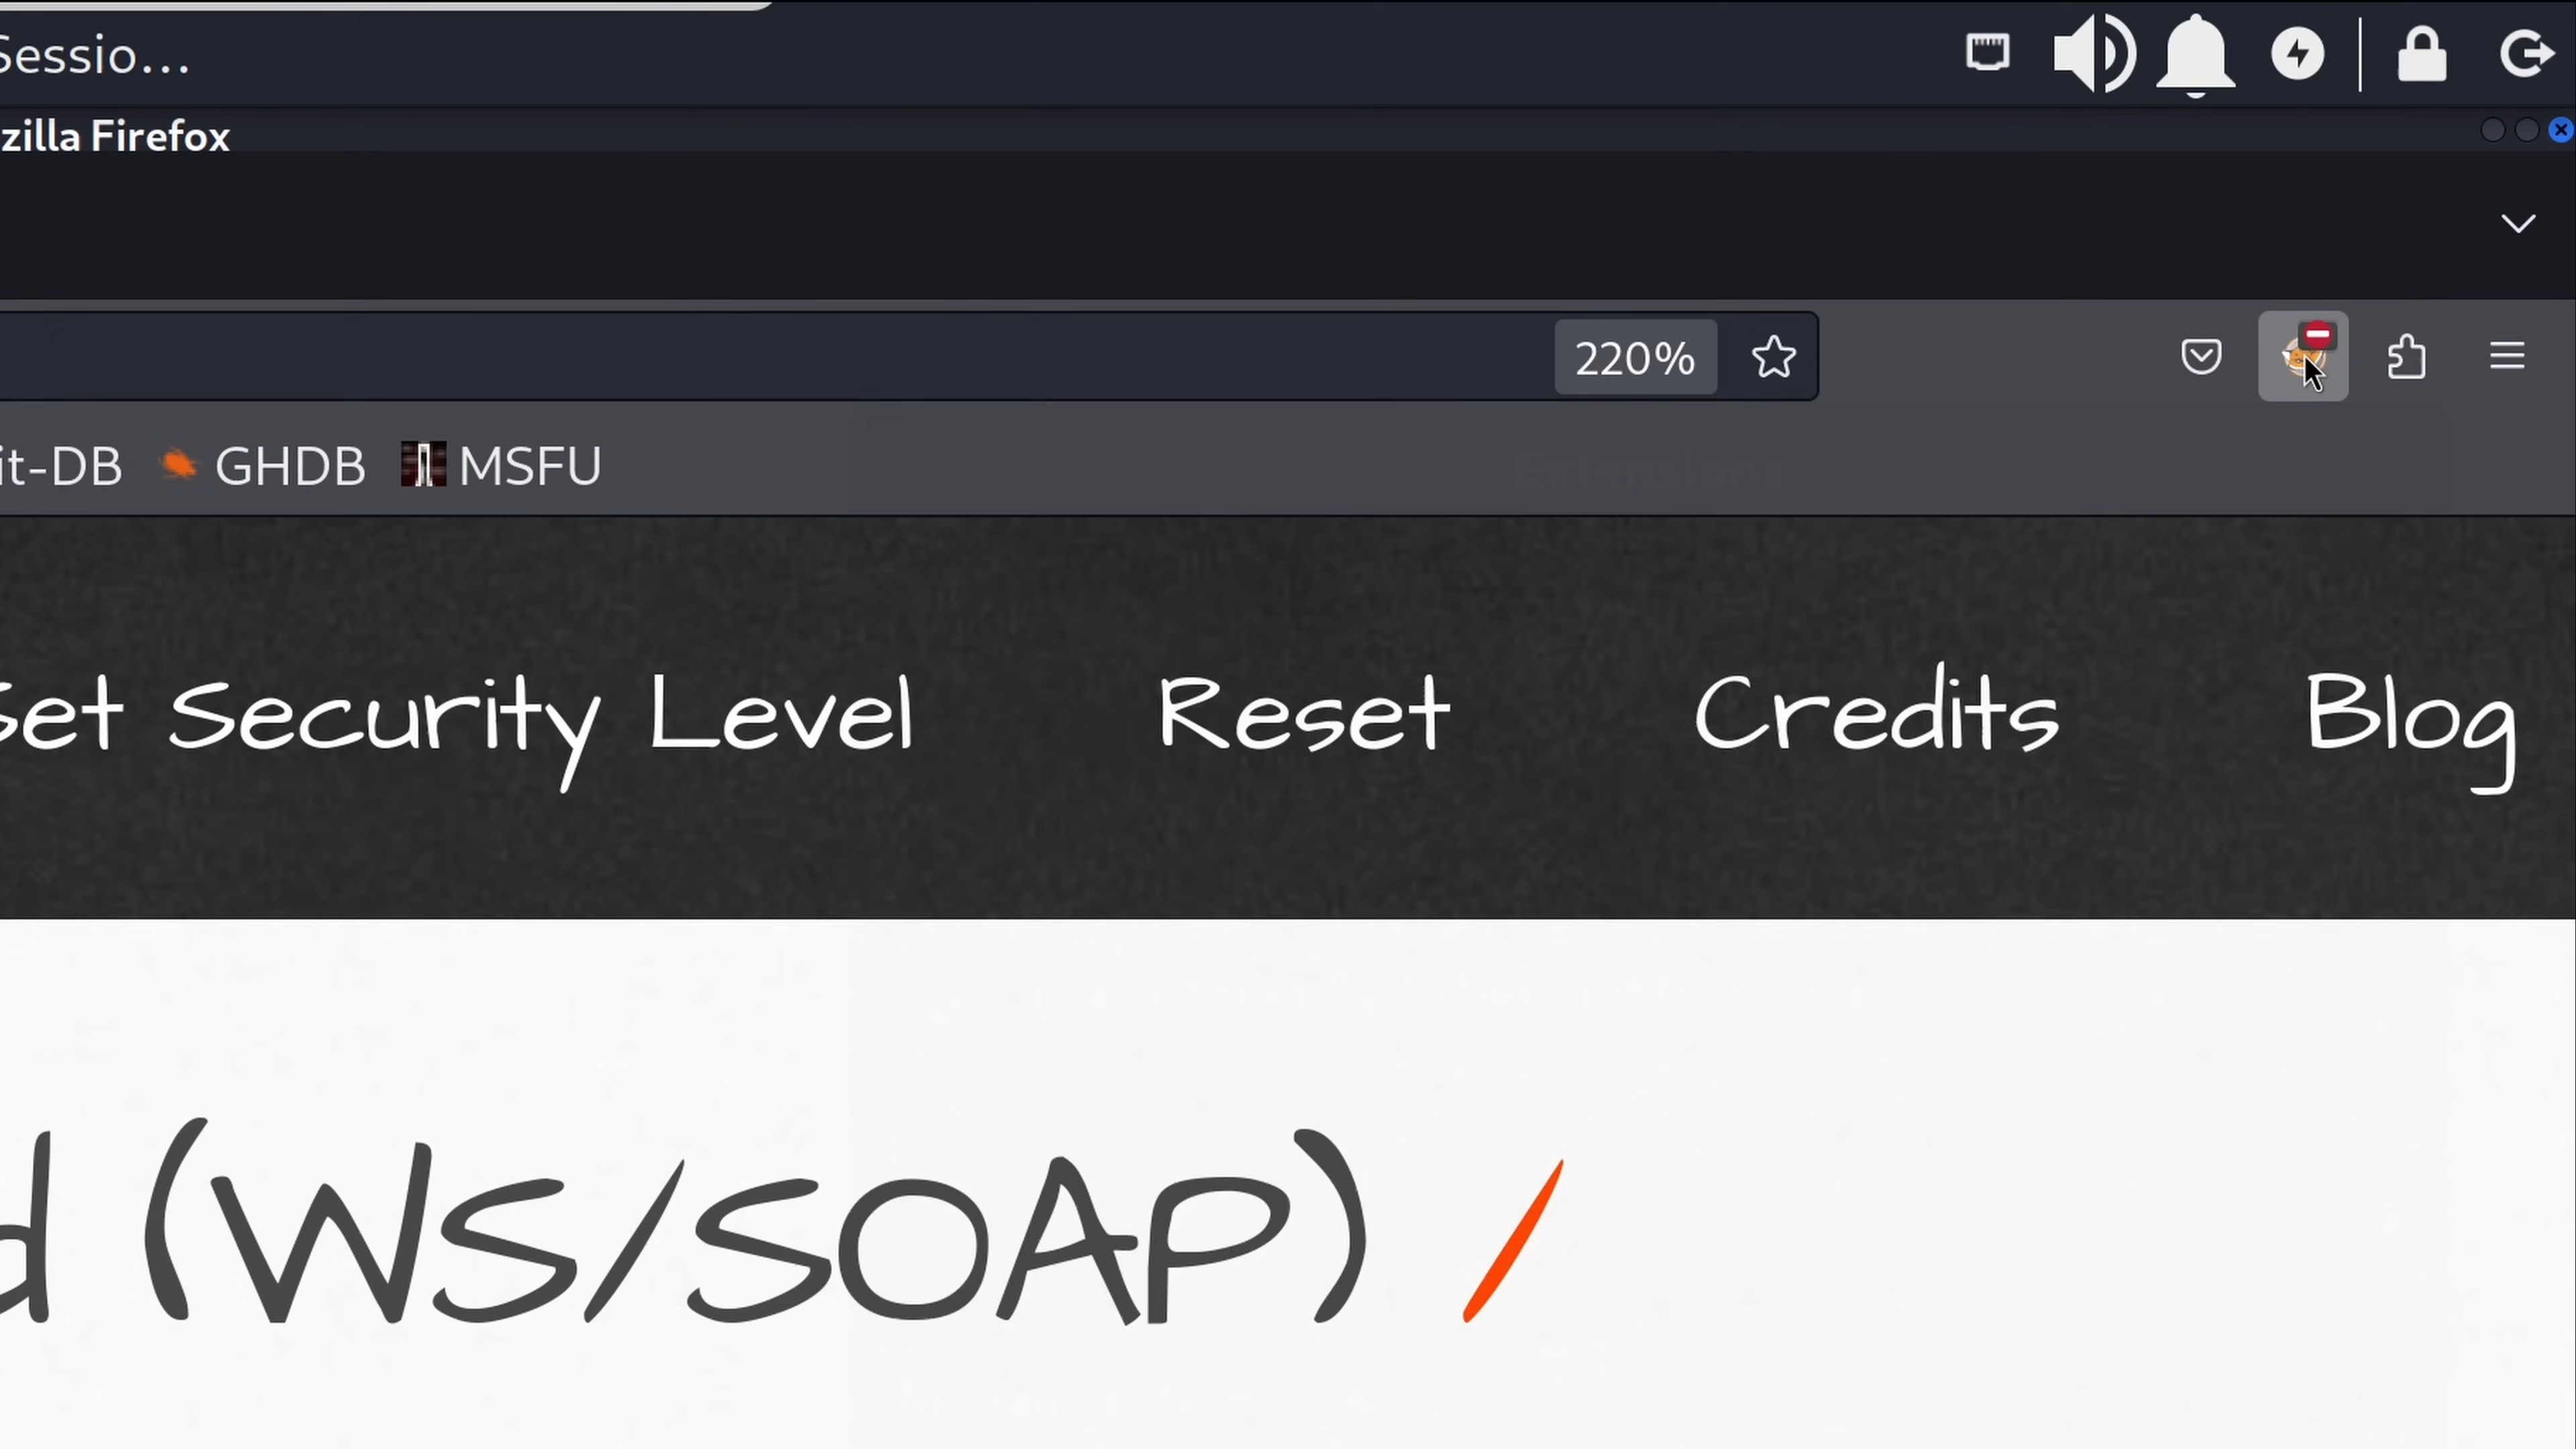 Sessio...
zilla Firefox
220%
it-DB GHDB MSFU
Set Security Level Reset Credits Blog
d (WS/SOAP) /